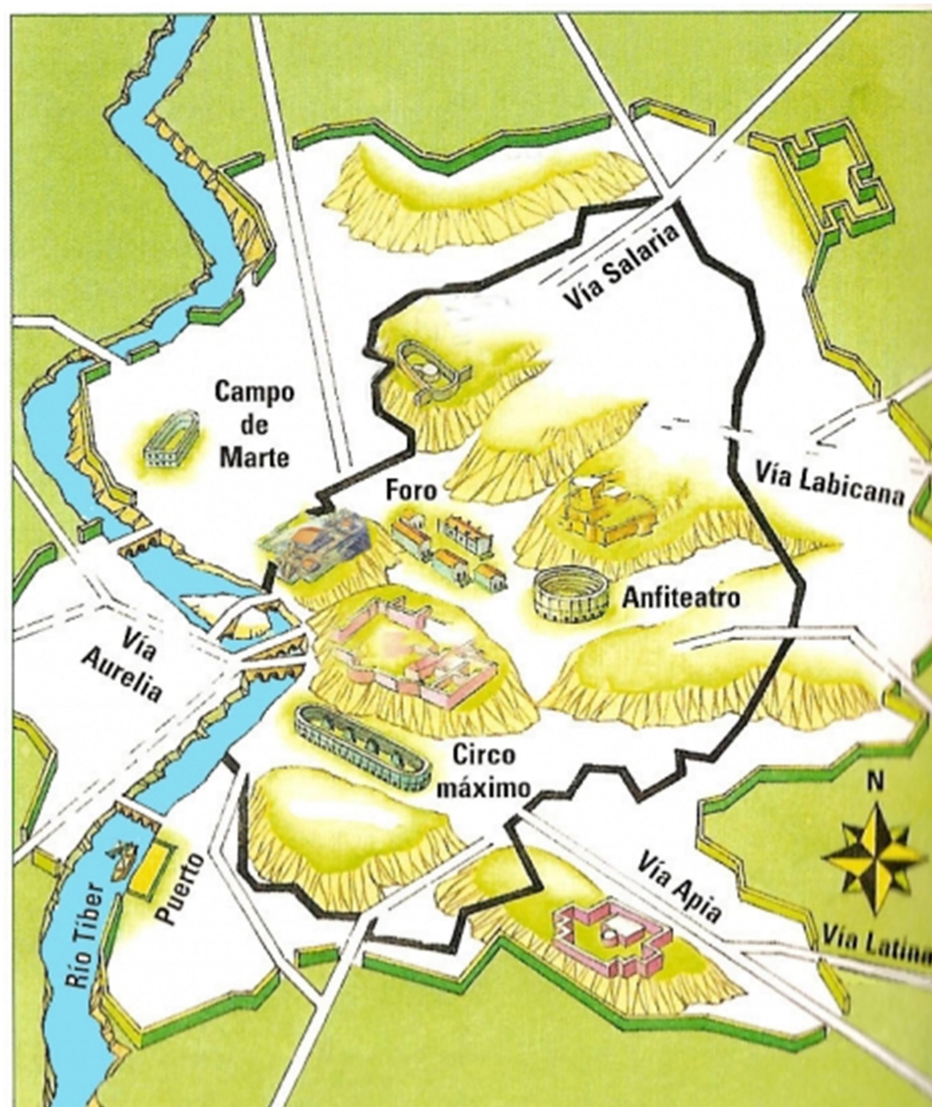 Vía Salaria
Campo
de
Marte
Foro
Vía Labicana
Anfiteatro
Vía
Aurelia
Circo
máximo
N
Vía Apia
Puerto
Río Tíber
Vía Latina